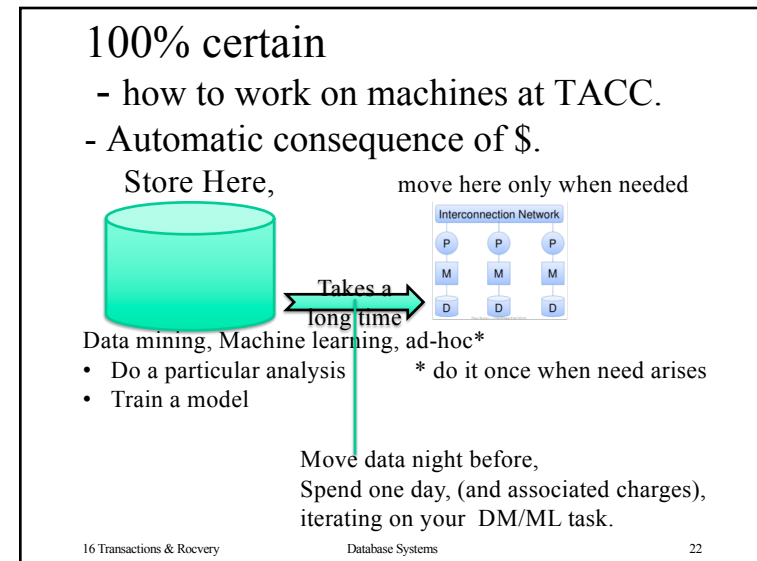 100% certain
- how to work on machines at TACC.
- Automatic consequence of $.
Store Here,
move here only when needed
Interconnection Network
P P P
M M M
D D D
Takes a
long time
Data mining, Machine learning, ad-hoc*
• Do a particular analysis * do it once when need arises
• Train a model
Move data night before,
Spend one day, (and associated charges),
iterating on your DM/ML task.
16 Transactions & Rocvery Database Systems 22